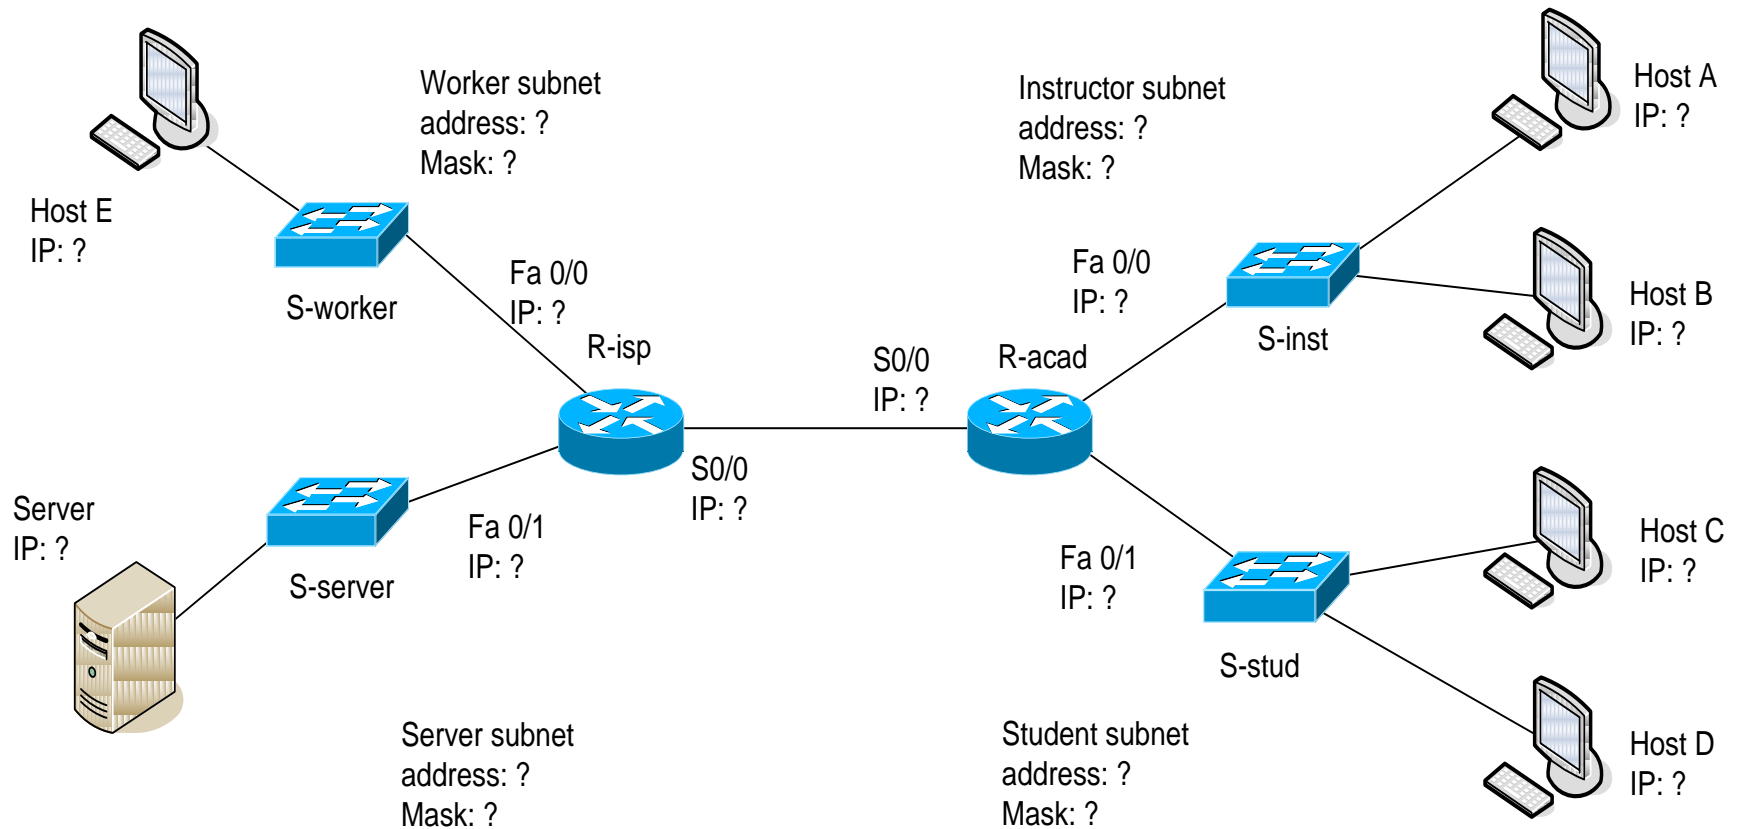 Worker subnet
address: ?
Mask: ?
Instructor subnet
address: ?
Mask: ?
Host A
IP: ?
Host E
IP: ?
S-worker
Fa 0/0
IP: ?
R-isp
Fa 0/0
IP: ?
S-inst
Host B
IP: ?
S0/0
IP: ?
R-acad
S0/0
IP: ?
Server
IP: ?
S-server
Fa 0/1
IP: ?
Fa 0/1
IP: ?
S-stud
Host C
IP: ?
Server subnet
address: ?
Mask: ?
Student subnet
address: ?
Mask: ?
Host D
IP: ?